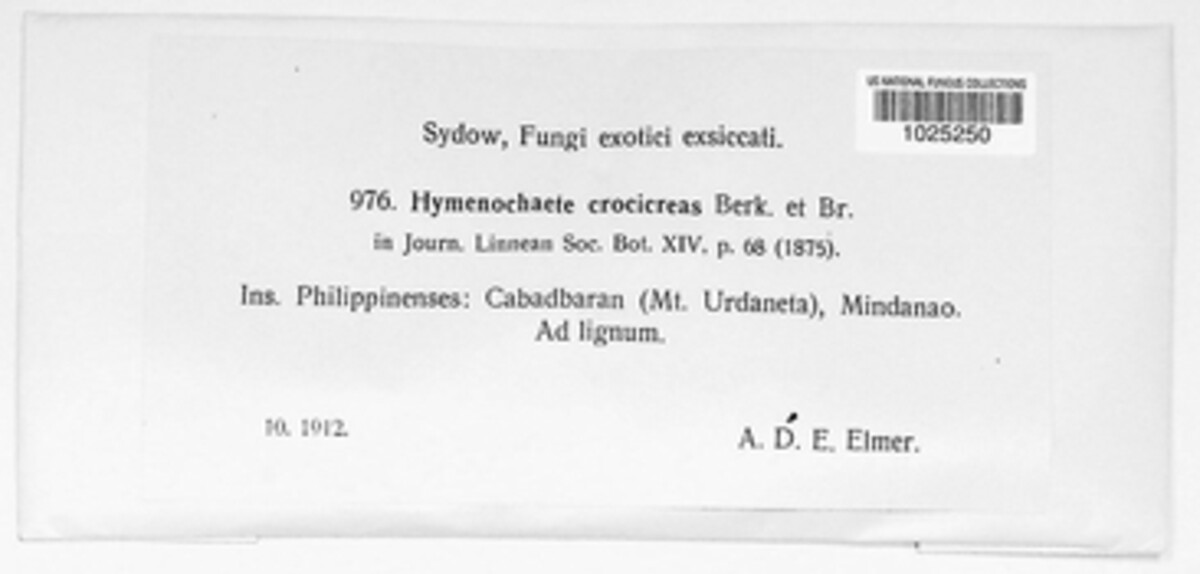 US NATIONAL FUNGUS COLLECTIONS
1025250
Sydow, Fungi exotici exsiccati.
976. Hymenochaete crocicreas Berk. et Br.
in Journ. Linnean Soc. Bot. XIV. p. 68 (1875).
Ins. Philippinenses: Cabadbaran (Mt. Urdaneta), Mindanao.
Ad lignum.
10. 1912.
A. D. E. Elmer.